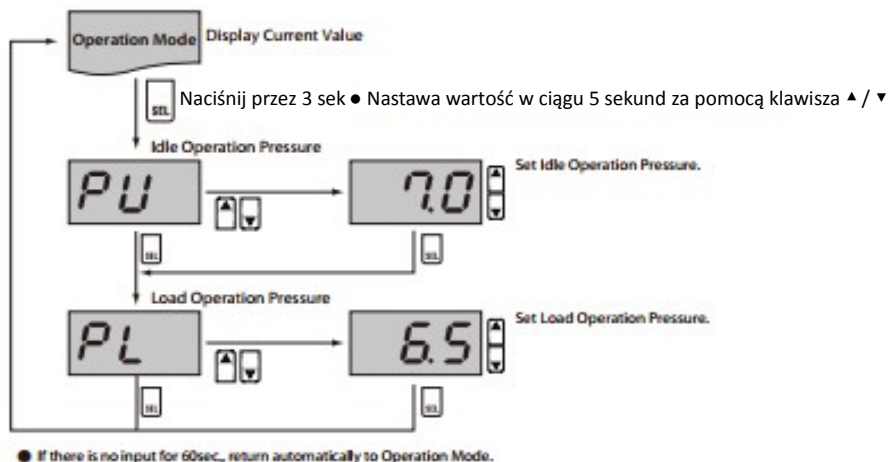 Operation Mode Display Current Value
SEL Naciśnij przez 3 sek ● Nastawa wartość w ciągu 5 sekund za pomocą klawisza ▲ / ▼
Idle Operation Pressure
PU ▲ ▼ 7.0 ▲ ▼ Set Idle Operation Pressure.
SEL SEL
Load Operation Pressure
PL ▲ ▼ 6.5 ▲ ▼ Set Load Operation Pressure.
SEL SEL
● If there is no input for 60sec., return automatically to Operation Mode.